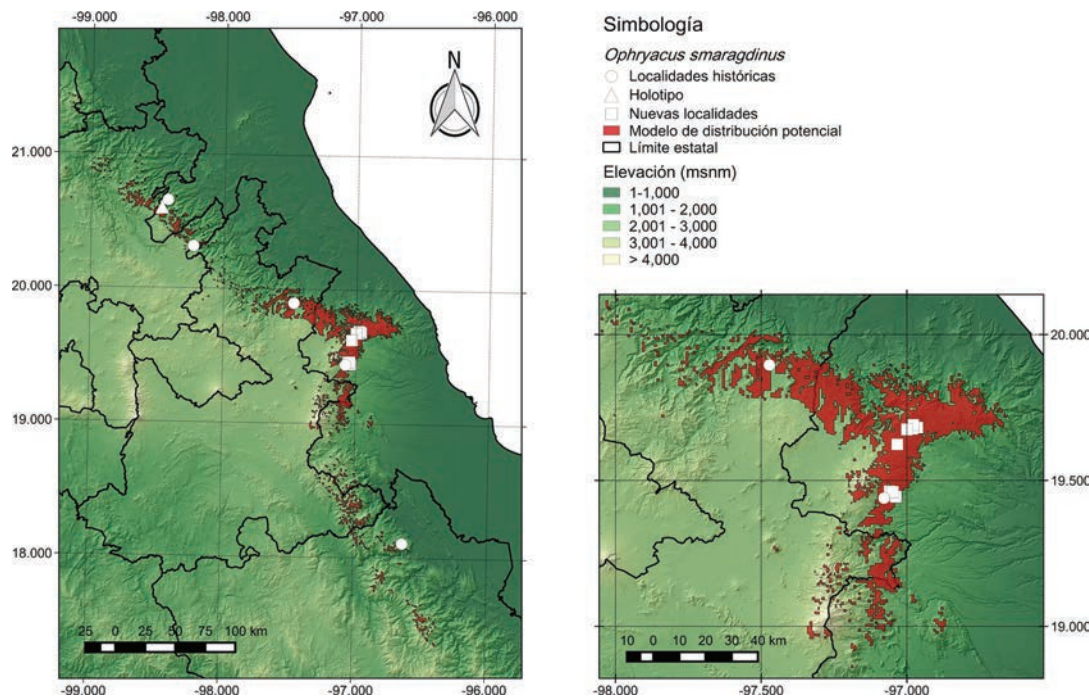 -99.000 -98.000 -97.000 -96.000
N
21.000
20.000
19.000
18.000
25 0 25 50 75 100 km
-99.000 -98.000 -97.000 -96.000
Simbología
Ophryacus smaragdinus
Localidades históricas
Holotipo
Nuevas localidades
Modelo de distribución potencial
Límite estatal
Elevación (msnm)
1-1,000
1,001 - 2,000
2,001 - 3,000
3,001 - 4,000
> 4,000
20.000
19.500
19.000
10 0 10 20 30 40 km
-98.000 -97.500 -97.000